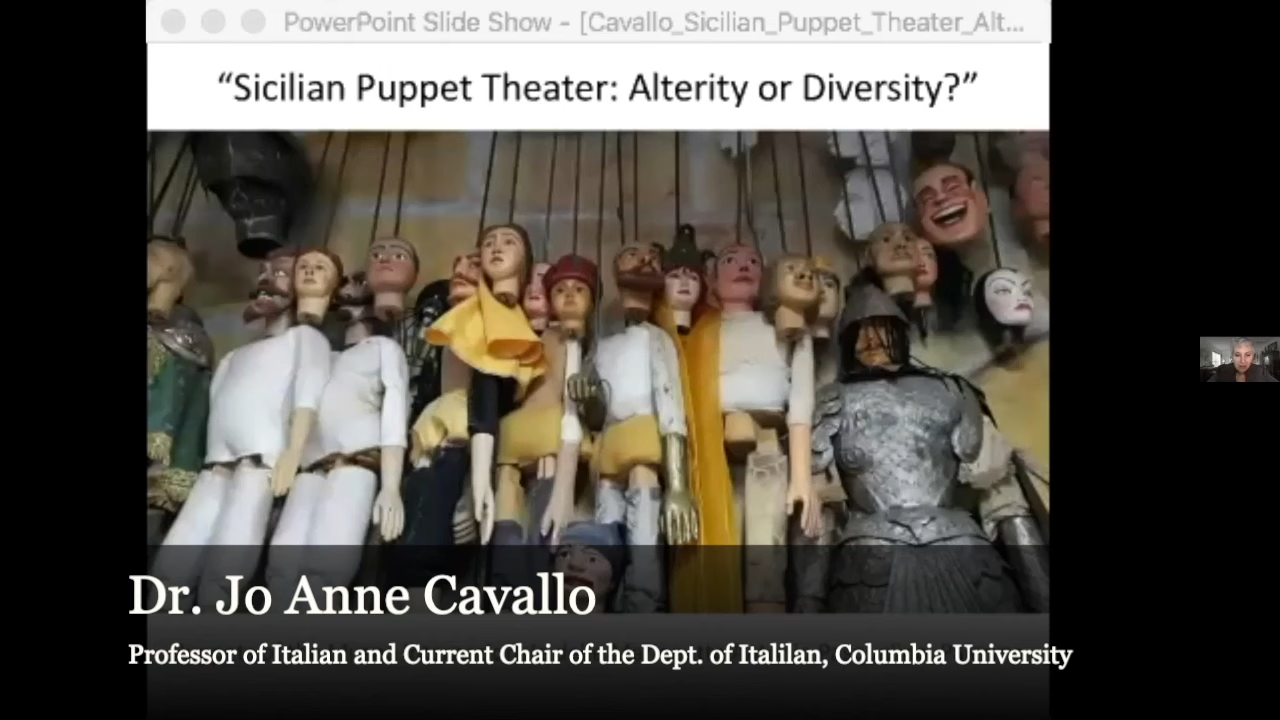 PowerPoint Slide Show - [Cavallo_Sicilian_Puppet_Theater_Alt...
“Sicilian Puppet Theater: Alterity or Diversity?”
Dr. Jo Anne Cavallo
Professor of Italian and Current Chair of the Dept. of Italilan, Columbia University